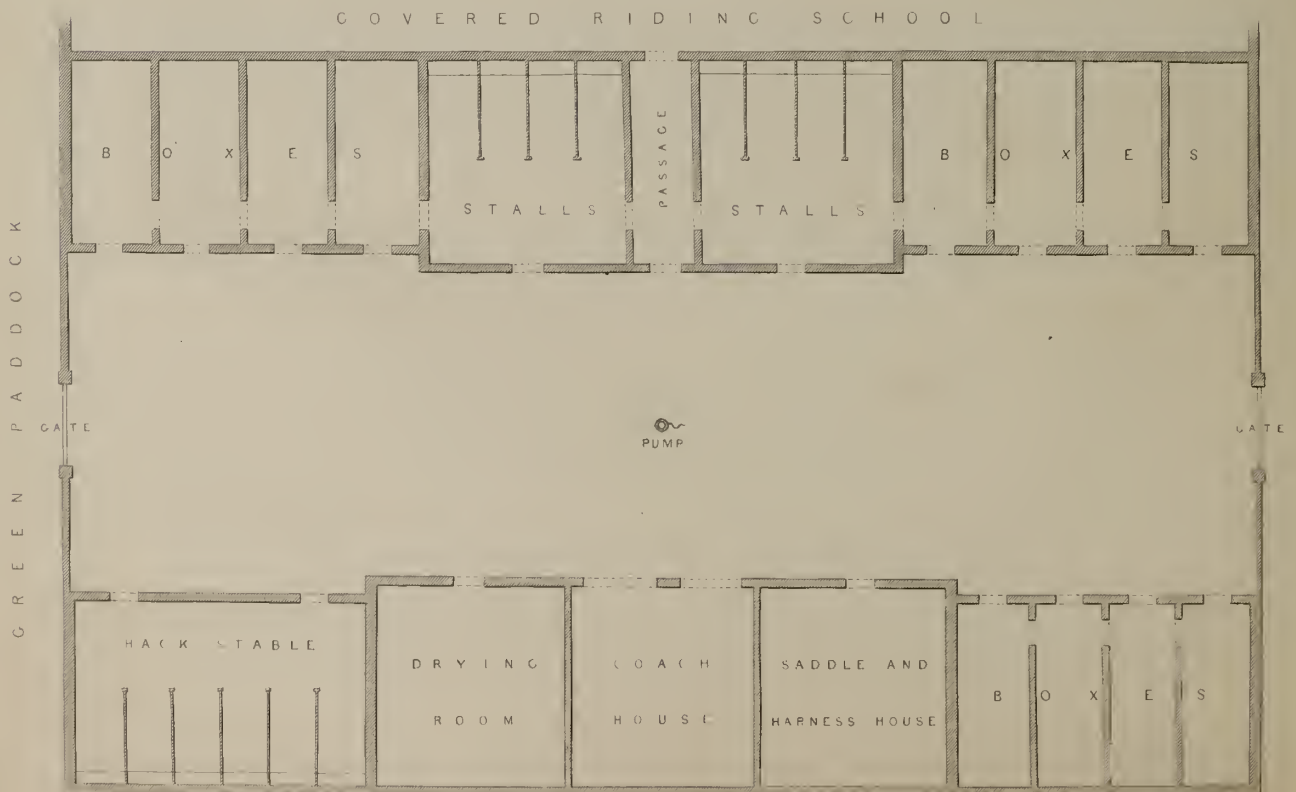 COVERED RIDING SCHOOL
BOXES
STALLS
PASSAGE
STALLS
BOXES
GREEN PADDOCK
GATE
PUMP
GATE
HACK STABLE
DRYING
ROOM
COACH
HOUSE
SADDLE AND
HARNESS HOUSE
BOXES